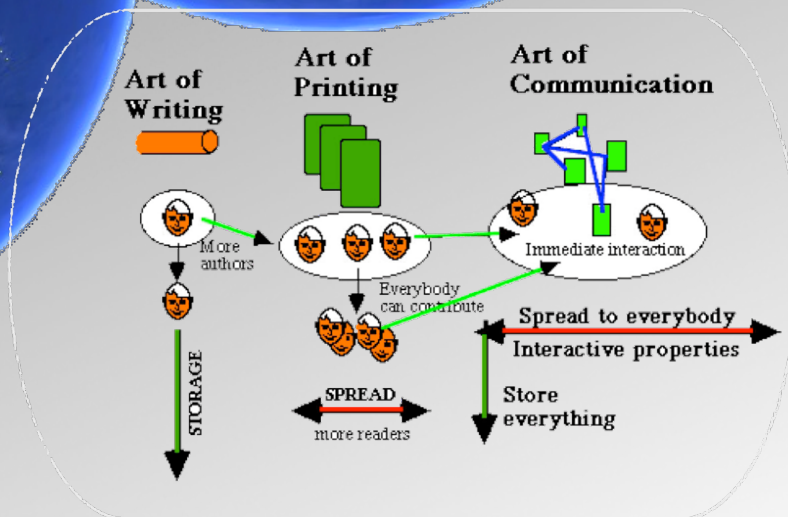 Art of
Writing
Art of
Printing
Art of
Communication
More
authors
Everybody
can contribute
Immediate interaction
STORAGE
SPREAD
more readers
Spread to everybody
Interactive properties
Store
everything